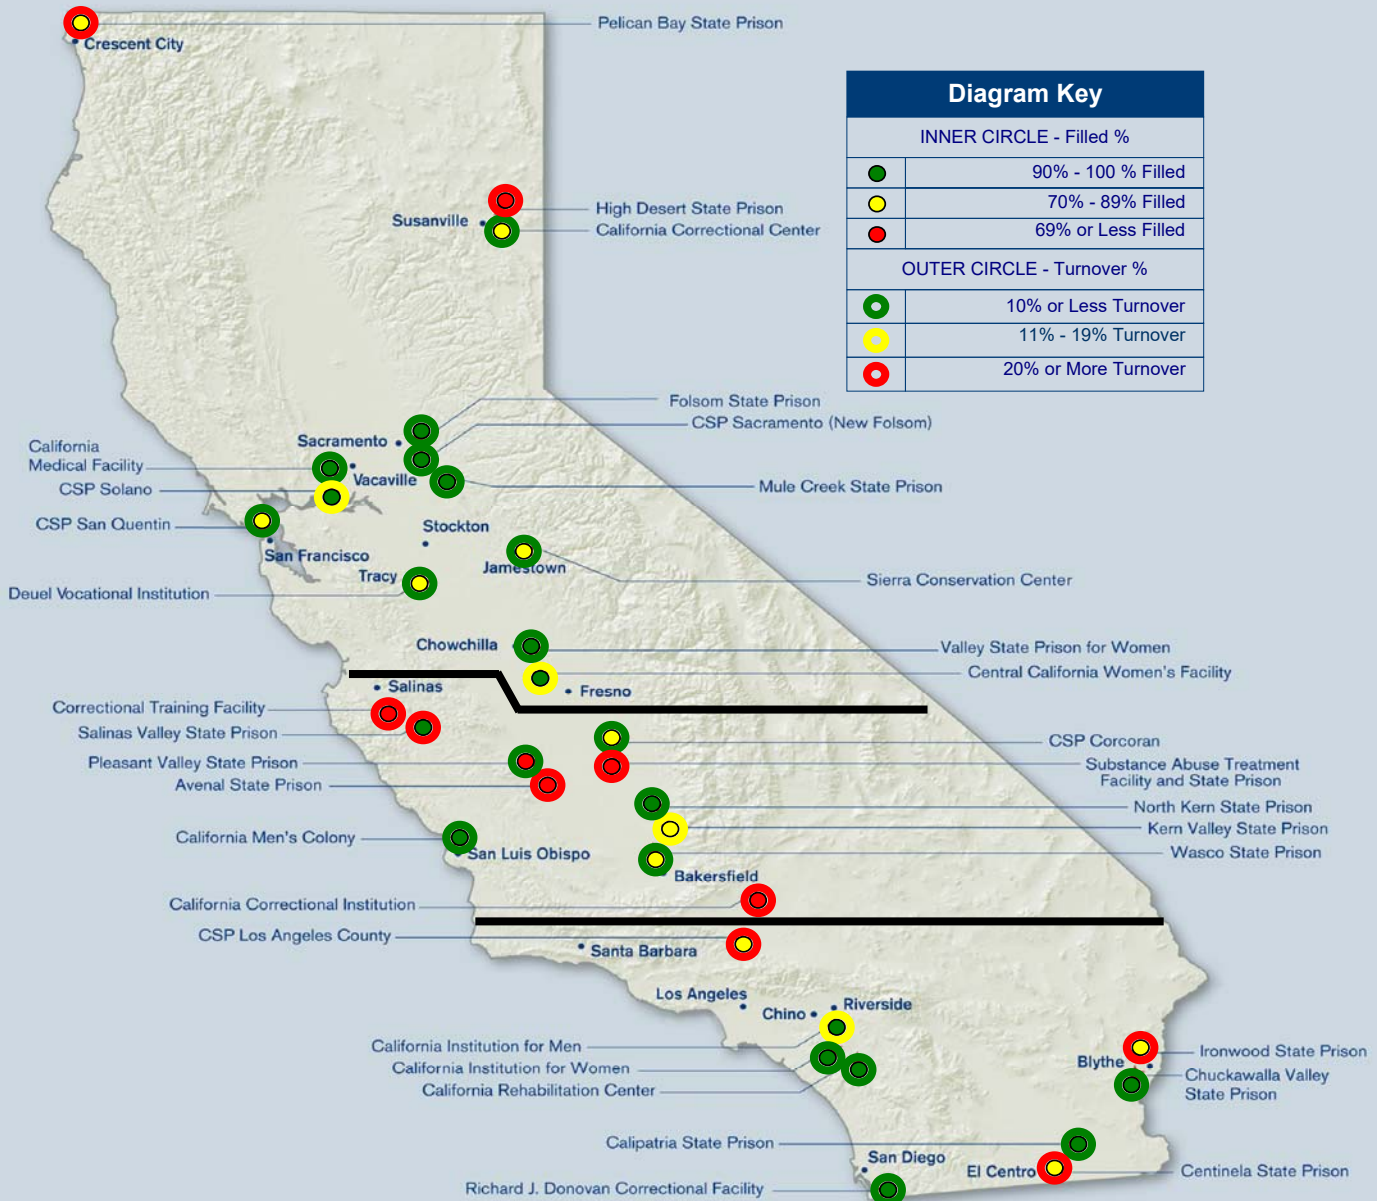 Pelican Bay State Prison
Crescent City
Diagram Key
INNER CIRCLE - Filled %
90% - 100 % Filled
70% - 89% Filled
69% or Less Filled
OUTER CIRCLE - Turnover %
10% or Less Turnover
11% - 19% Turnover
20% or More Turnover
Susanville
High Desert State Prison
California Correctional Center
Folsom State Prison
CSP Sacramento (New Folsom)
Sacramento
California
Medical Facility
Vacaville
CSP Solano
Mule Creek State Prison
CSP San Quentin
Stockton
San Francisco
Jamestown
Tracy
Sierra Conservation Center
Deuel Vocational Institution
Chowchilla
Valley State Prison for Women
Central California Women's Facility
Salinas
Fresno
Correctional Training Facility
Salinas Valley State Prison
CSP Corcoran
Pleasant Valley State Prison
Substance Abuse Treatment
Facility and State Prison
Avenal State Prison
North Kern State Prison
Kern Valley State Prison
California Men's Colony
San Luis Obispo
Wasco State Prison
Bakersfield
California Correctional Institution
CSP Los Angeles County
Santa Barbara
Los Angeles
Chino
Riverside
California Institution for Men
California Institution for Women
California Rehabilitation Center
Ironwood State Prison
Blythe
Chuckawalla Valley
State Prison
Calipatria State Prison
San Diego
El Centro
Centinela State Prison
Richard J. Donovan Correctional Facility